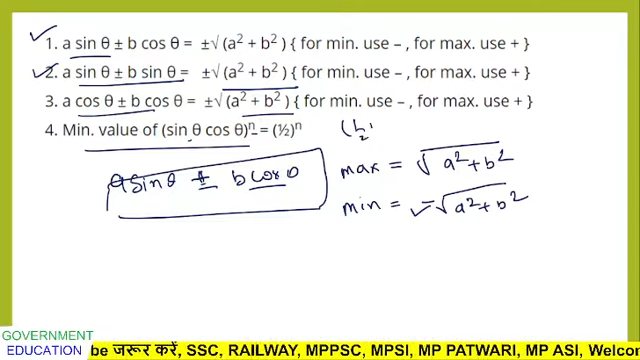 1. a sin θ ± b cos θ = ±√ (a² + b² ) { for min. use – , for max. use + }
2. a sin θ ± b sin θ = ±√ (a² + b² ) { for min. use – , for max. use + }
3. a cos θ ± b cos θ = ±√ (a² + b² ) { for min. use – , for max. use + }
4. Min. value of (sin θ cos θ)ⁿ = (½)ⁿ
(½)
a sin θ ± b cos θ
max = √a²+b²
min = -√a²+b²
GOVERNMENT
EDUCATION
be जरूर करें, SSC, RAILWAY, MPPSC, MPSI, MP PATWARI, MP ASI, Welcom